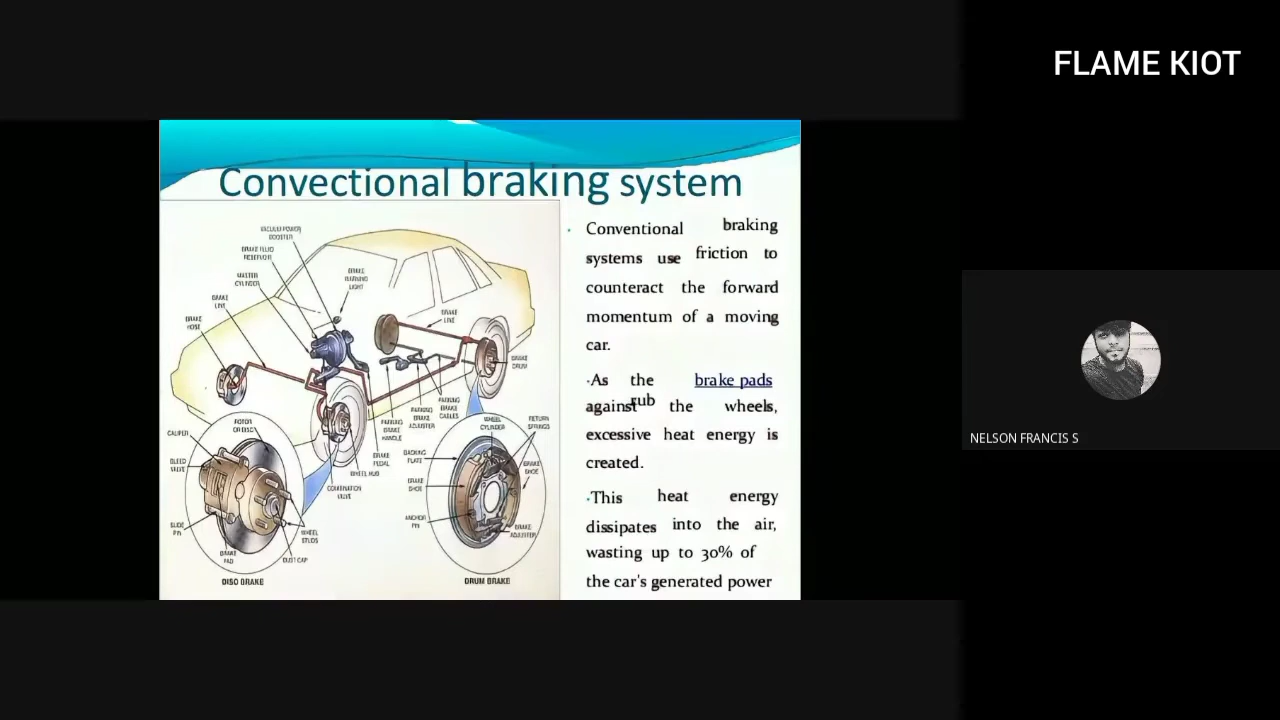 FLAME KIOT
Convectional braking system
VACUUM POWER
BOOSTER
BRAKE FLUID
RESERVOIR
MASTER
CYLINDER
BRAKE
LINE
BRAKE
HOSE
BRAKE
WARNING
LIGHT
BRAKE
LINE
BRAKE
DRUM
PARKING
BRAKE
CABLES
PARKING
BRAKE
ADJUSTER
PARKING
BRAKE
HANDLE
BRAKE
PEDAL
WHEEL HUB
COMBINATION
VALVE
CALIPER
ROTOR
OR DISC
BLEED
VALVE
SLIDE
PIN
BRAKE
PAD
DUST CAP
WHEEL
STUDS
DISC BRAKE
WHEEL
CYLINDER
RETURN
SPRINGS
BACKING
PLATE
BRAKE
SHOE
BRAKE
SHOE
ANCHOR
PIN
BRAKE
ADJUSTER
DRUM BRAKE
· Conventional braking
systems use friction to
counteract the forward
momentum of a moving
car.
·As the brake pads
rub
against the wheels,
excessive heat energy is
created.
·This heat energy
dissipates into the air,
wasting up to 30% of
the car's generated power
NELSON FRANCIS S